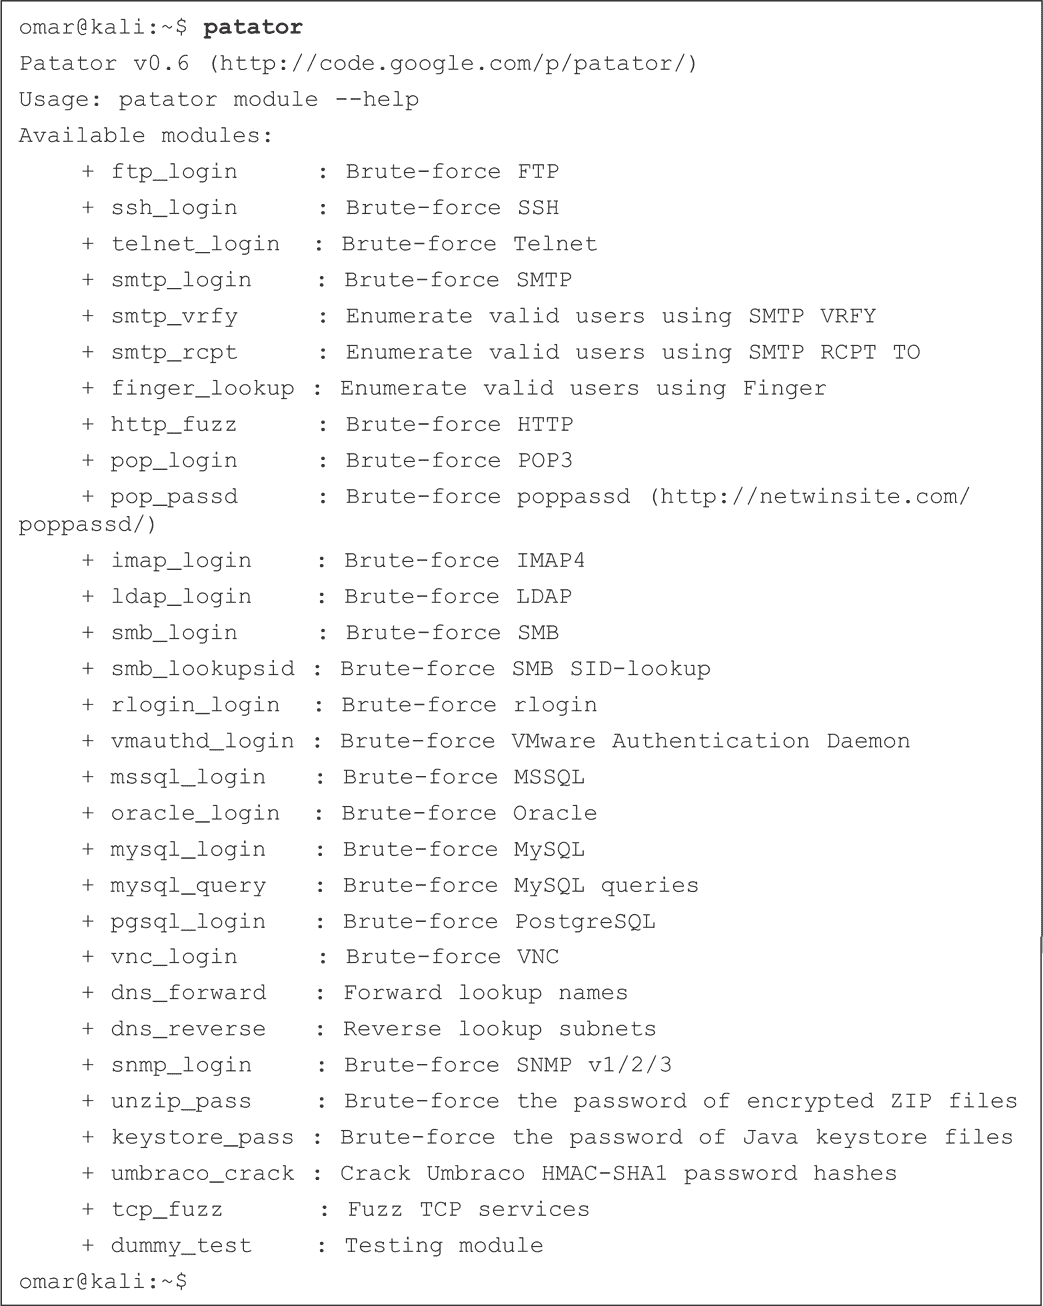 omar@kali:~$ patator
Patator v0.6 (http://code.google.com/p/patator/)
Usage: patator module --help
Available modules:
+ ftp_login : Brute-force FTP
+ ssh_login : Brute-force SSH
+ telnet_login : Brute-force Telnet
+ smtp_login : Brute-force SMTP
+ smtp_vrfy : Enumerate valid users using SMTP VRFY
+ smtp_rcpt : Enumerate valid users using SMTP RCPT TO
+ finger_lookup : Enumerate valid users using Finger
+ http_fuzz : Brute-force HTTP
+ pop_login : Brute-force POP3
+ pop_passd : Brute-force poppassd (http://netwinsite.com/
poppassd/)
+ imap_login : Brute-force IMAP4
+ ldap_login : Brute-force LDAP
+ smb_login : Brute-force SMB
+ smb_lookupsid : Brute-force SMB SID-lookup
+ rlogin_login : Brute-force rlogin
+ vmauthd_login : Brute-force VMware Authentication Daemon
+ mssql_login : Brute-force MSSQL
+ oracle_login : Brute-force Oracle
+ mysql_login : Brute-force MySQL
+ mysql_query : Brute-force MySQL queries
+ pgsql_login : Brute-force PostgreSQL
+ vnc_login : Brute-force VNC
+ dns_forward : Forward lookup names
+ dns_reverse : Reverse lookup subnets
+ snmp_login : Brute-force SNMP v1/2/3
+ unzip_pass : Brute-force the password of encrypted ZIP files
+ keystore_pass : Brute-force the password of Java keystore files
+ umbraco_crack : Crack Umbraco HMAC-SHA1 password hashes
+ tcp_fuzz : Fuzz TCP services
+ dummy_test : Testing module
omar@kali:~$